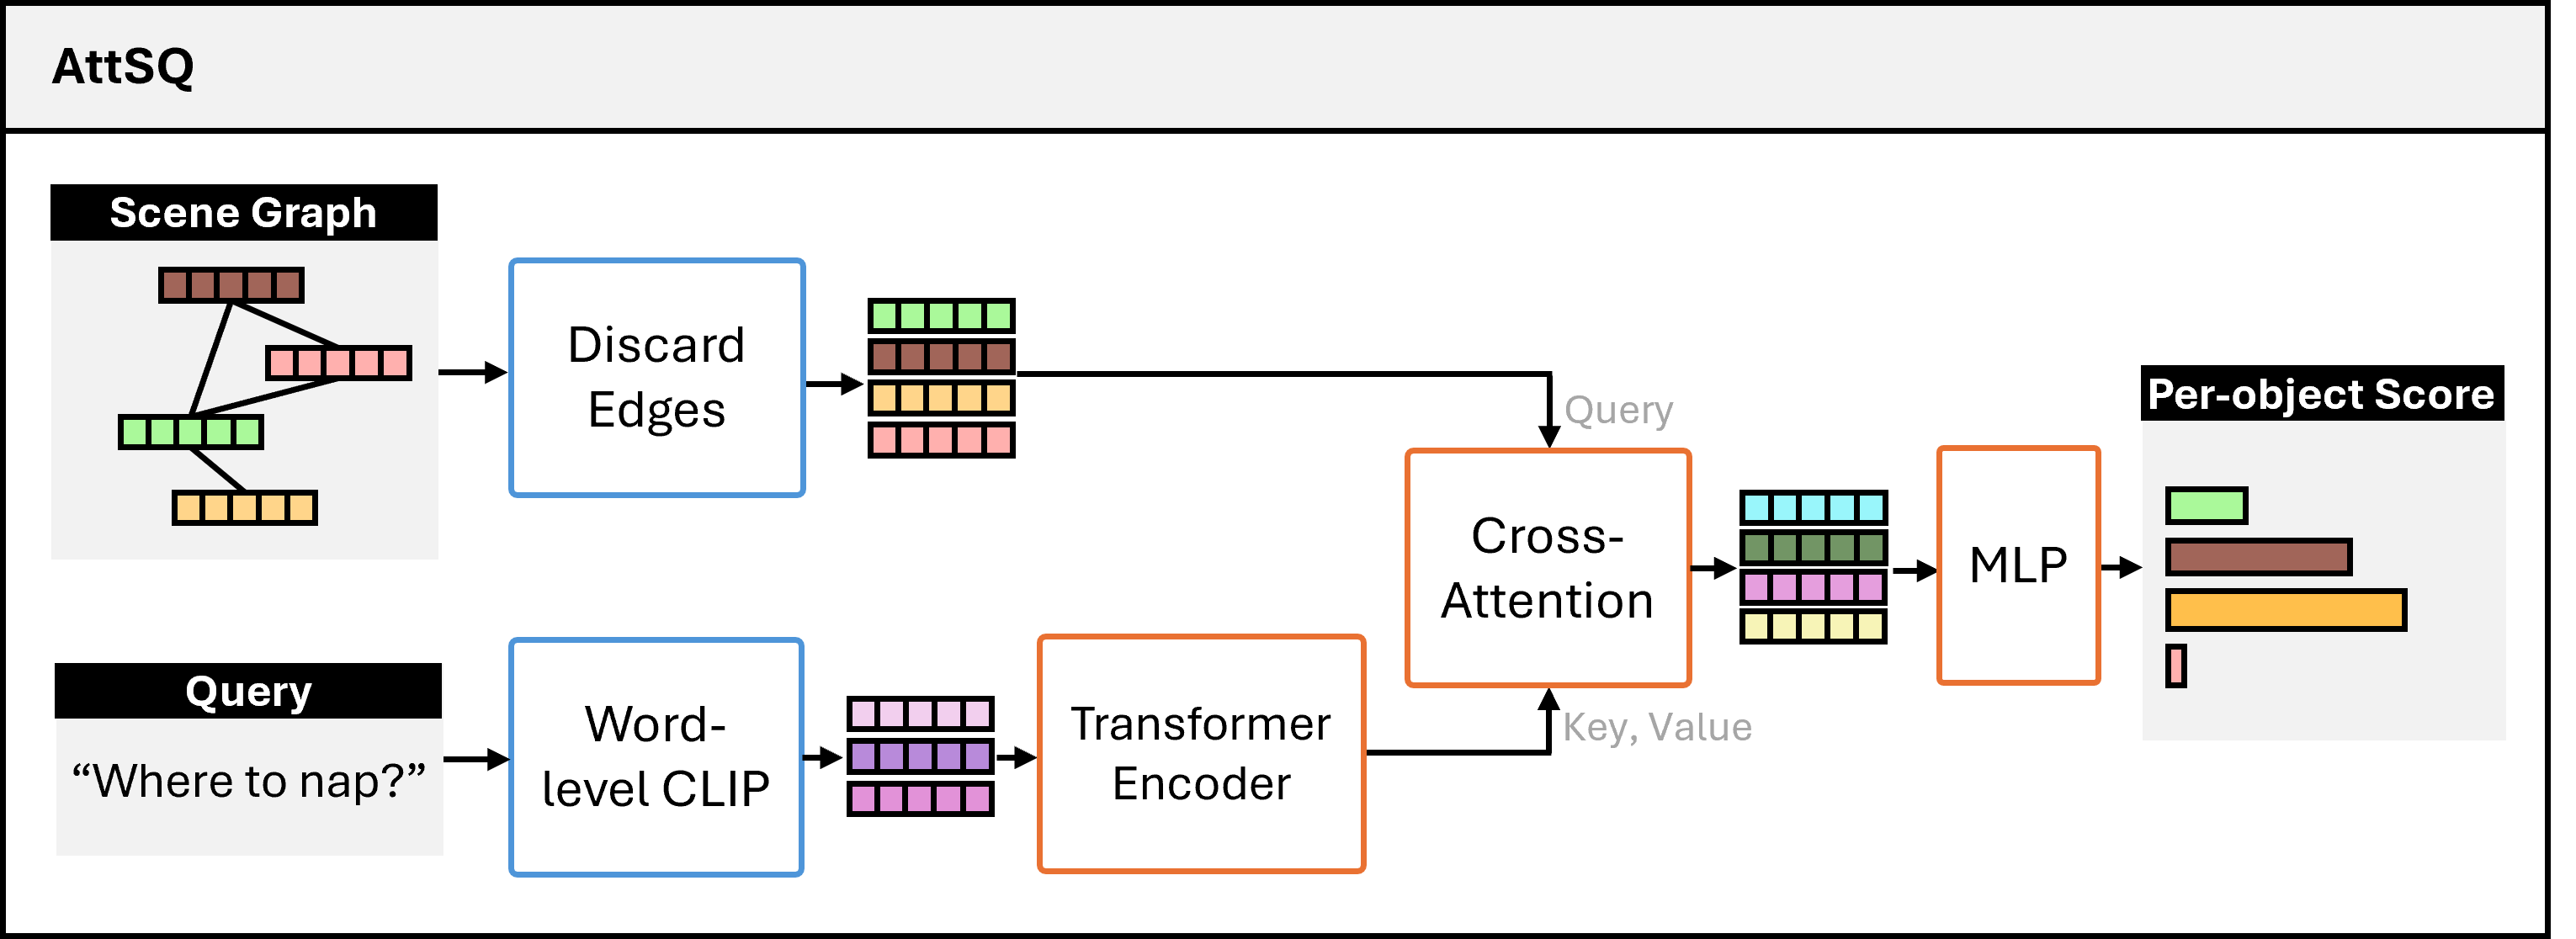 AttSQ
Scene Graph
Discard
Edges
Query
Per-object Score
Cross-
Attention
MLP
Query
“Where to nap?”
Word-
level CLIP
Transformer
Encoder
Key, Value